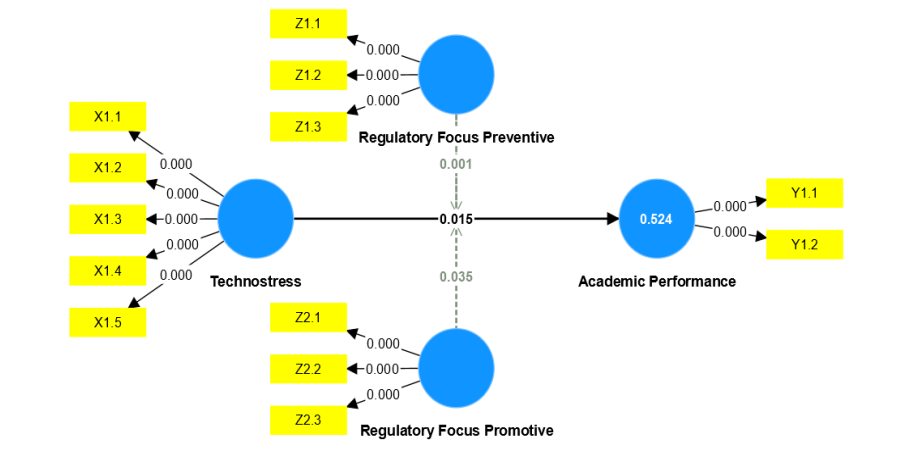 Z1.1
0.000
Z1.2
0.000
0.000
Z1.3
Regulatory Focus Preventive
X1.1
0.000
X1.2
0.000
X1.3
0.000
X1.4
0.000
0.000
X1.5
Technostress
0.001
0.015
0.035
0.524
Academic Performance
0.000
Y1.1
0.000
Y1.2
Z2.1
0.000
Z2.2
0.000
0.000
Z2.3
Regulatory Focus Promotive